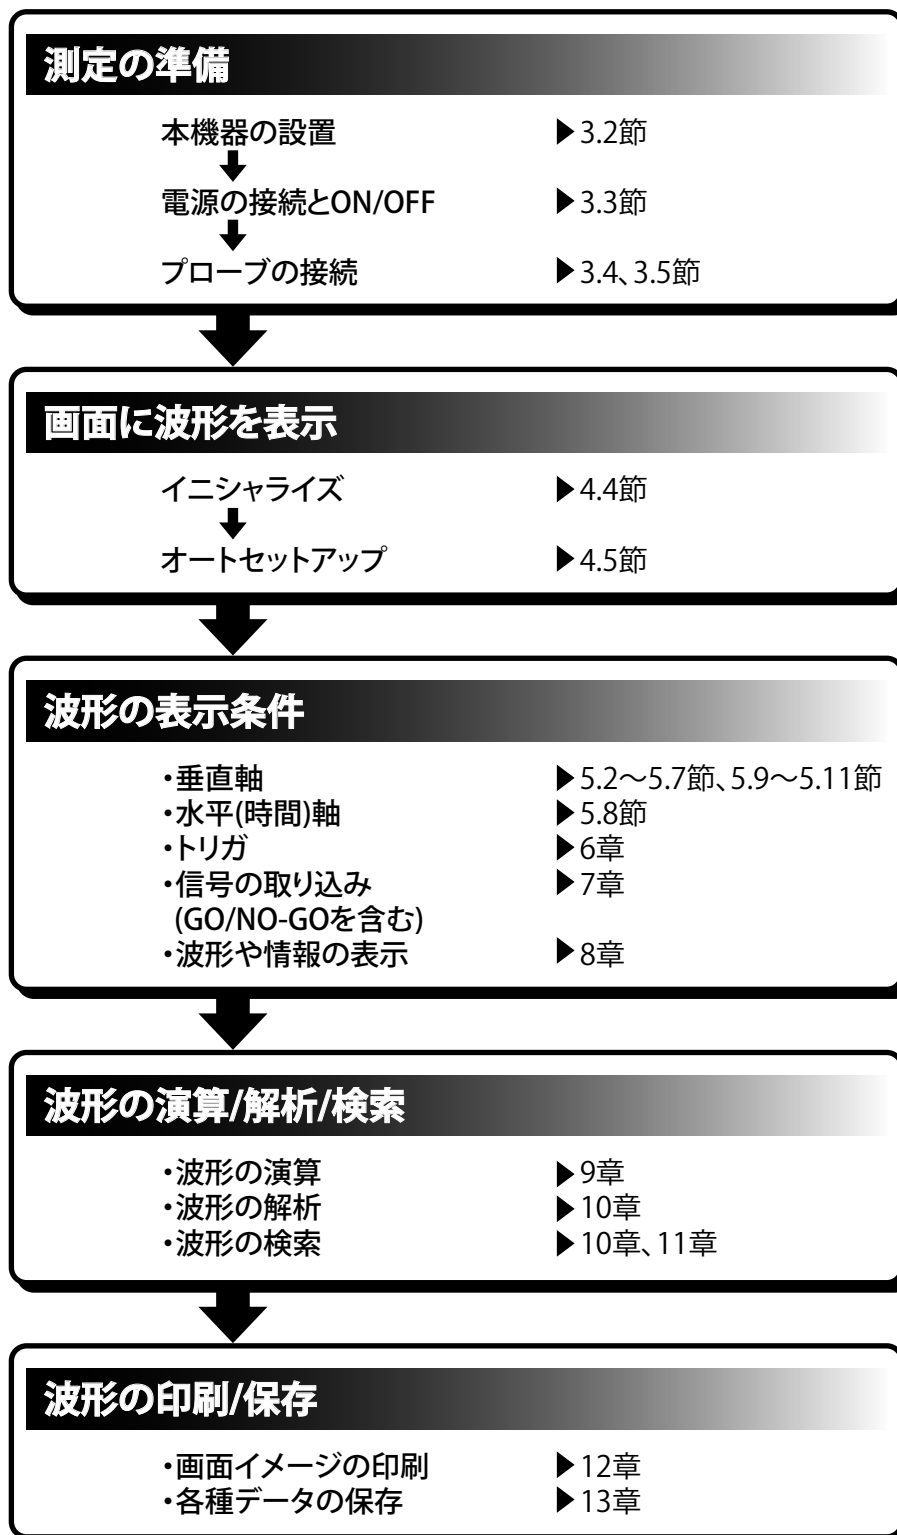 測定の準備
本機器の設置 ▶3.2節
電源の接続とON/OFF ▶3.3節
プローブの接続 ▶3.4、3.5節
画面に波形を表示
イニシャライズ ▶4.4節
オートセットアップ ▶4.5節
波形の表示条件
・垂直軸 ▶5.2～5.7節、5.9～5.11節
・水平(時間)軸 ▶5.8節
・トリガ ▶6章
・信号の取り込み ▶7章
(GO/NO-GOを含む)
・波形や情報の表示 ▶8章
波形の演算/解析/検索
・波形の演算 ▶9章
・波形の解析 ▶10章
・波形の検索 ▶10章、11章
波形の印刷/保存
・画面イメージの印刷 ▶12章
・各種データの保存 ▶13章